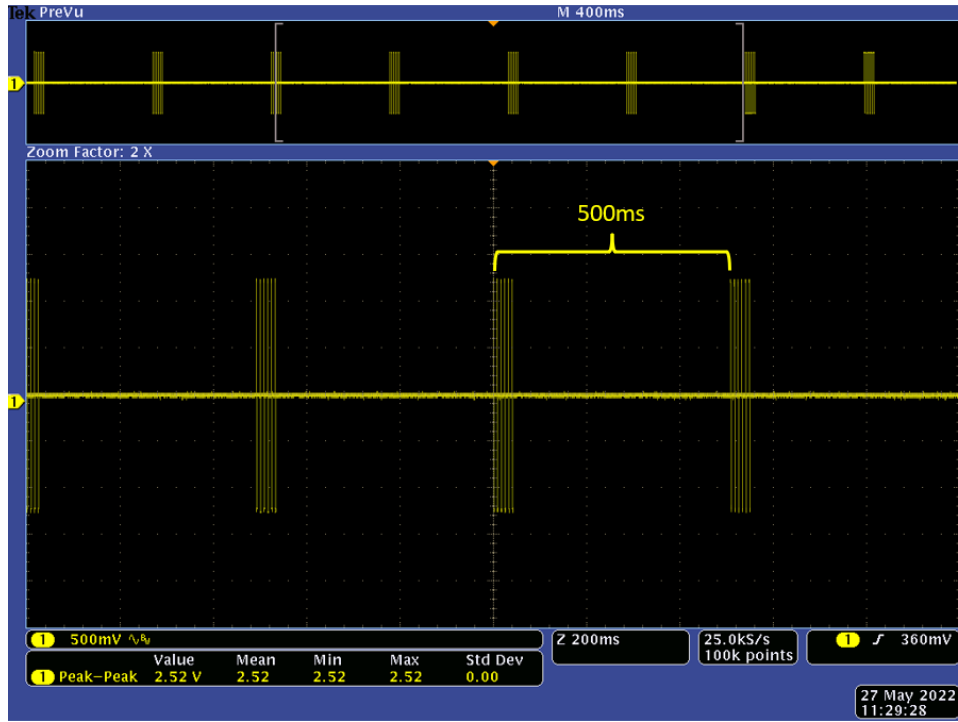 Tek PreVu M 400ms
1
Zoom Factor: 2 X
500ms
1
1 500mV Z 200ms 25.0kS/s 1 360mV
100k points
Value Mean Min Max Std Dev
1 Peak-Peak 2.52 V 2.52 2.52 2.52 0.00
27 May 2022
11:29:28